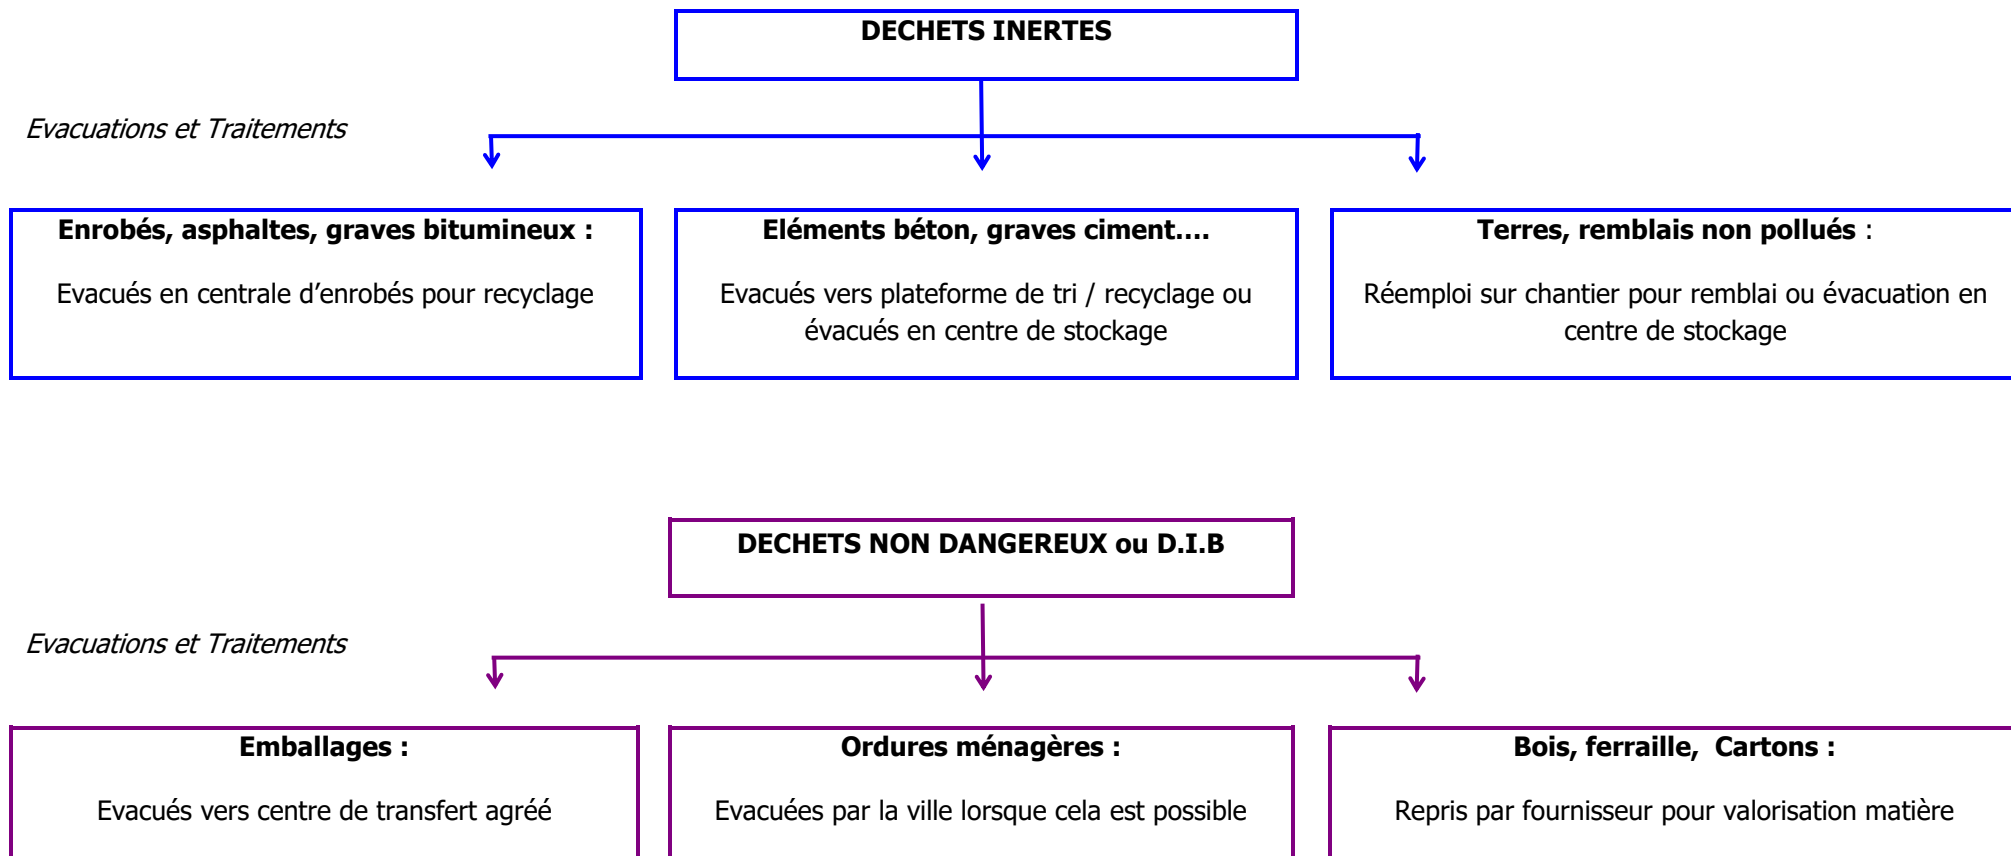 DECHETS INERTES
Evacuations et Traitements
Enrobés, asphaltes, graves bitumineux :
Evacués en centrale d’enrobés pour recyclage
Eléments béton, graves ciment….
Evacués vers plateforme de tri / recyclage ou
évacués en centre de stockage
Terres, remblais non pollués :
Réemploi sur chantier pour remblai ou évacuation en
centre de stockage
DECHETS NON DANGEREUX ou D.I.B
Evacuations et Traitements
Emballages :
Evacués vers centre de transfert agréé
Ordures ménagères :
Evacuées par la ville lorsque cela est possible
Bois, ferraille, Cartons :
Repris par fournisseur pour valorisation matière